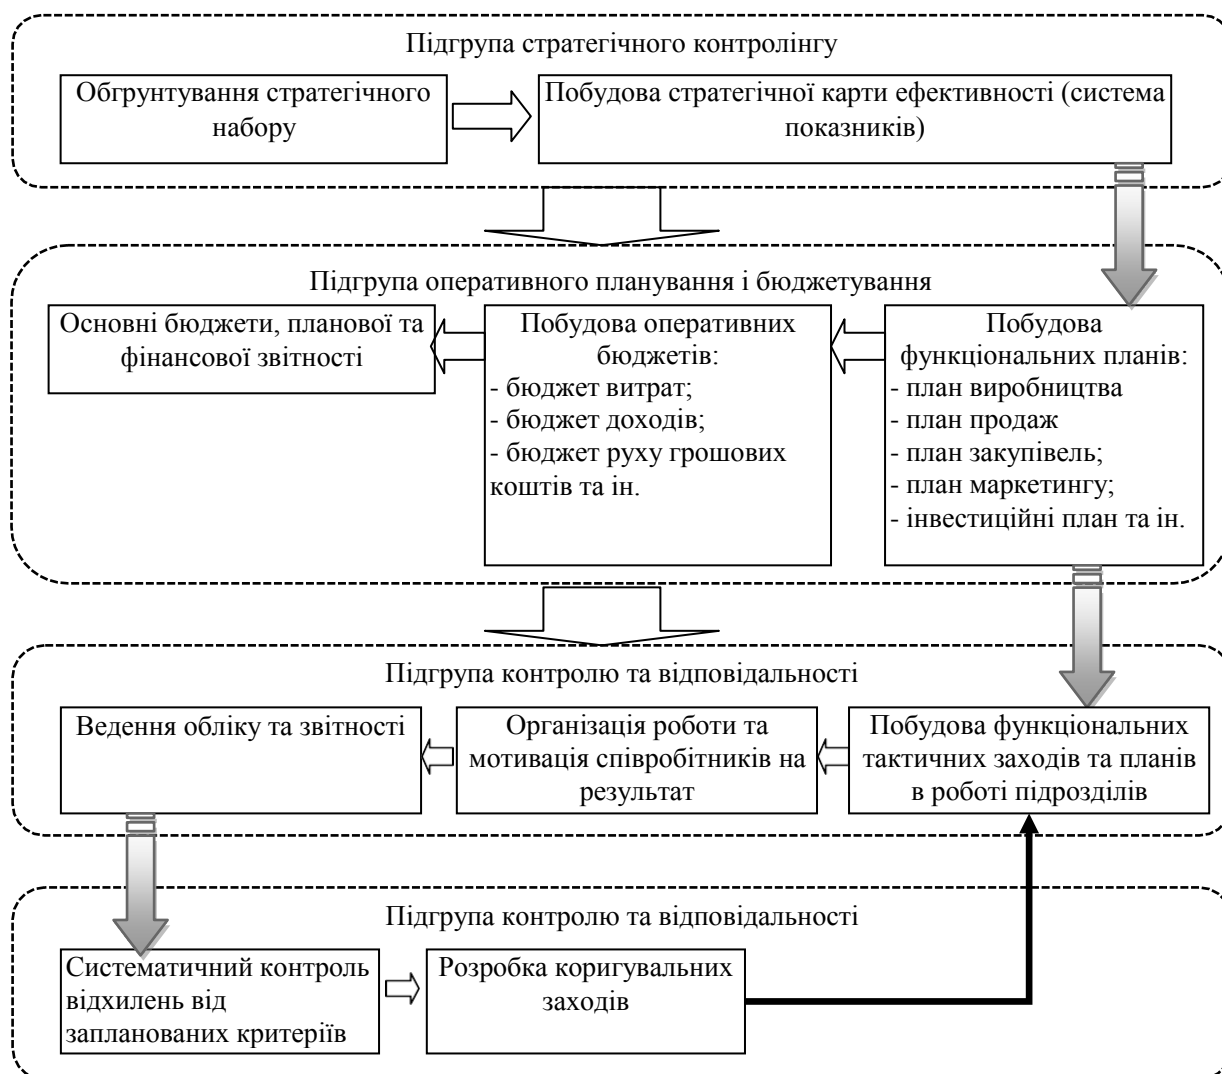 Підгрупа стратегічного контролінгу
Обгрунтування стратегічного
набору
Побудова стратегічної карти ефективності (система
показників)
Підгрупа оперативного планування і бюджетування
Основні бюджети, планової та
фінансової звітності
Побудова оперативних
бюджетів:
- бюджет витрат;
- бюджет доходів;
- бюджет руху грошових
коштів та ін.
Побудова
функціональних планів:
- план виробництва
- план продаж
- план закупівель;
- план маркетингу;
- інвестиційні план та ін.
Підгрупа контролю та відповідальності
Ведення обліку та звітності
Організація роботи та
мотивація співробітників на
результат
Побудова функціональних
тактичних заходів та планів
в роботі підрозділів
Підгрупа контролю та відповідальності
Систематичний контроль
відхилень від
запланованих критеріїв
Розробка коригувальних
заходів